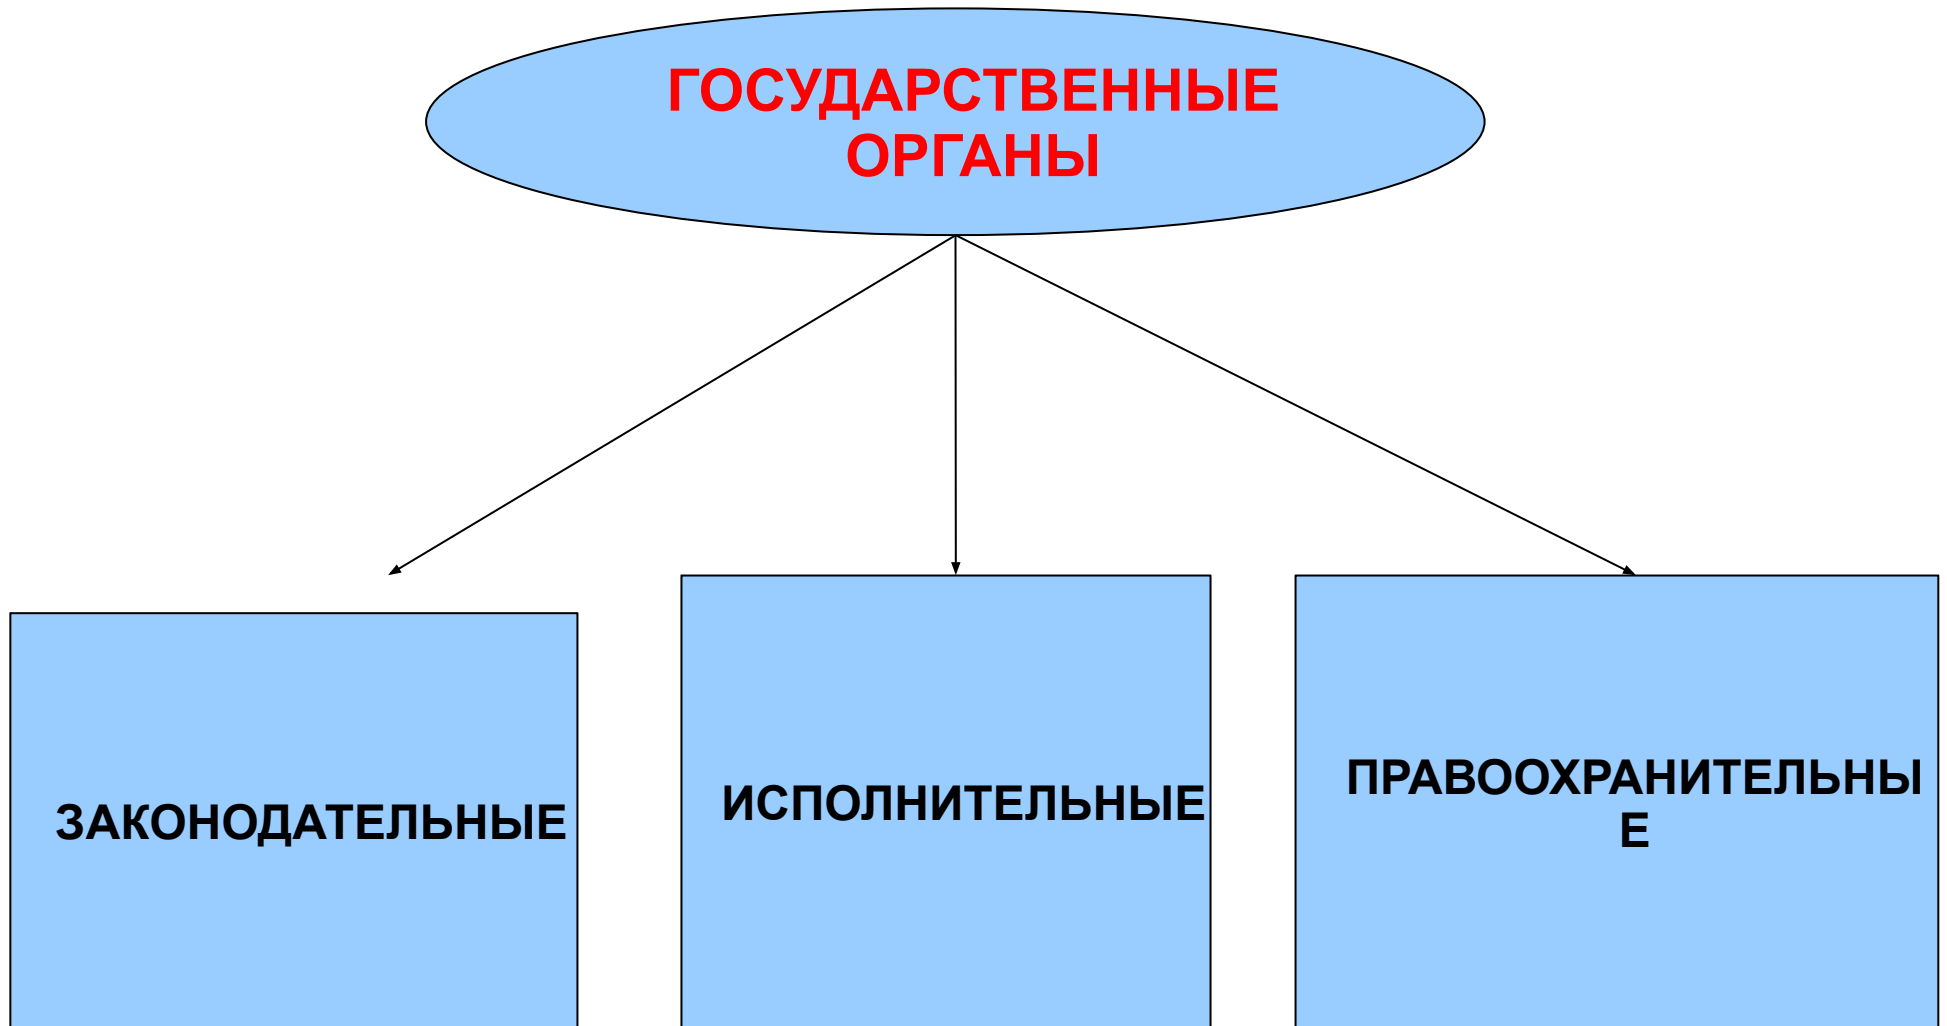 ГОСУДАРСТВЕННЫЕ
ОРГАНЫ
ЗАКОНОДАТЕЛЬНЫЕ
ИСПОЛНИТЕЛЬНЫЕ
ПРАВООХРАНИТЕЛЬНЫ
Е